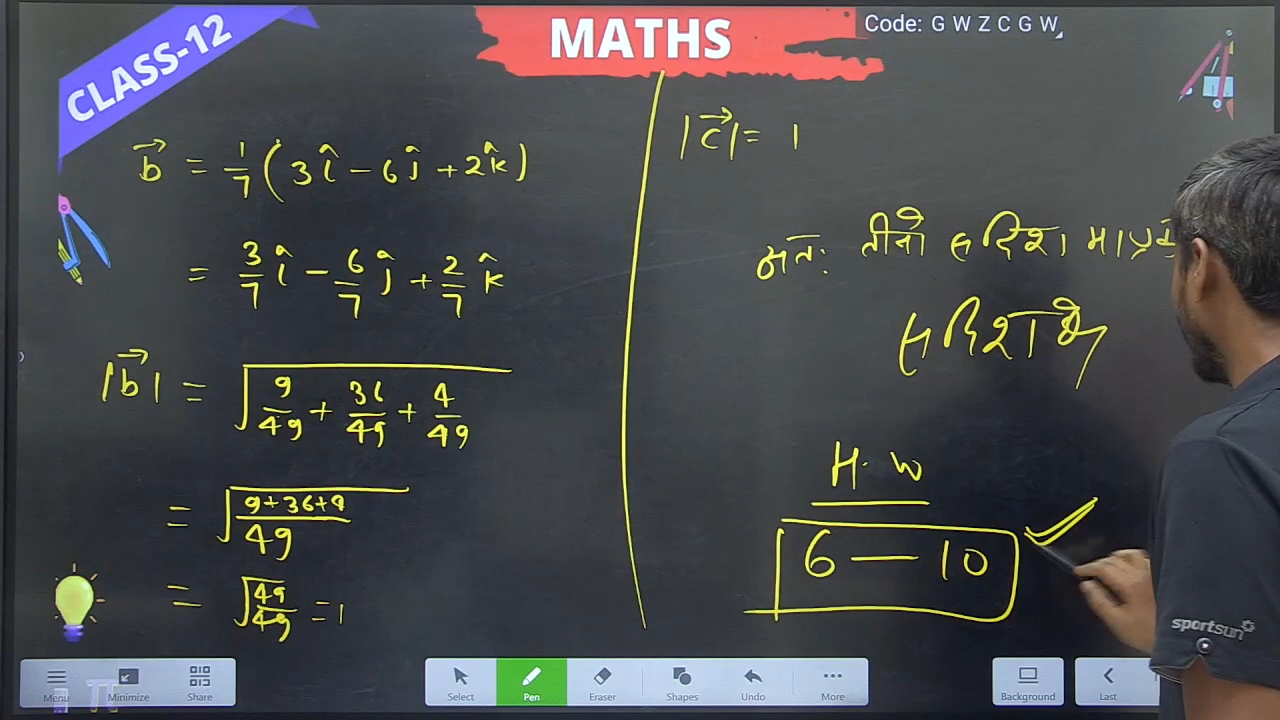 CLASS-12
MATHS
Code: G W Z C G W
b⃗ = 1/7 (3î − 6ĵ + 2k̂)
= 3/7 î − 6/7 ĵ + 2/7 k̂
|b⃗| = √(9/49 + 36/49 + 4/49)
= √((9+36+4)/49)
= √(49/49) = 1
|c⃗| = 1
अतः तीनो सदिश
H.W
6 — 10
sportsun
Menu
Minimize
Share
Select
Pen
Eraser
Shapes
Undo
More
Background
Last